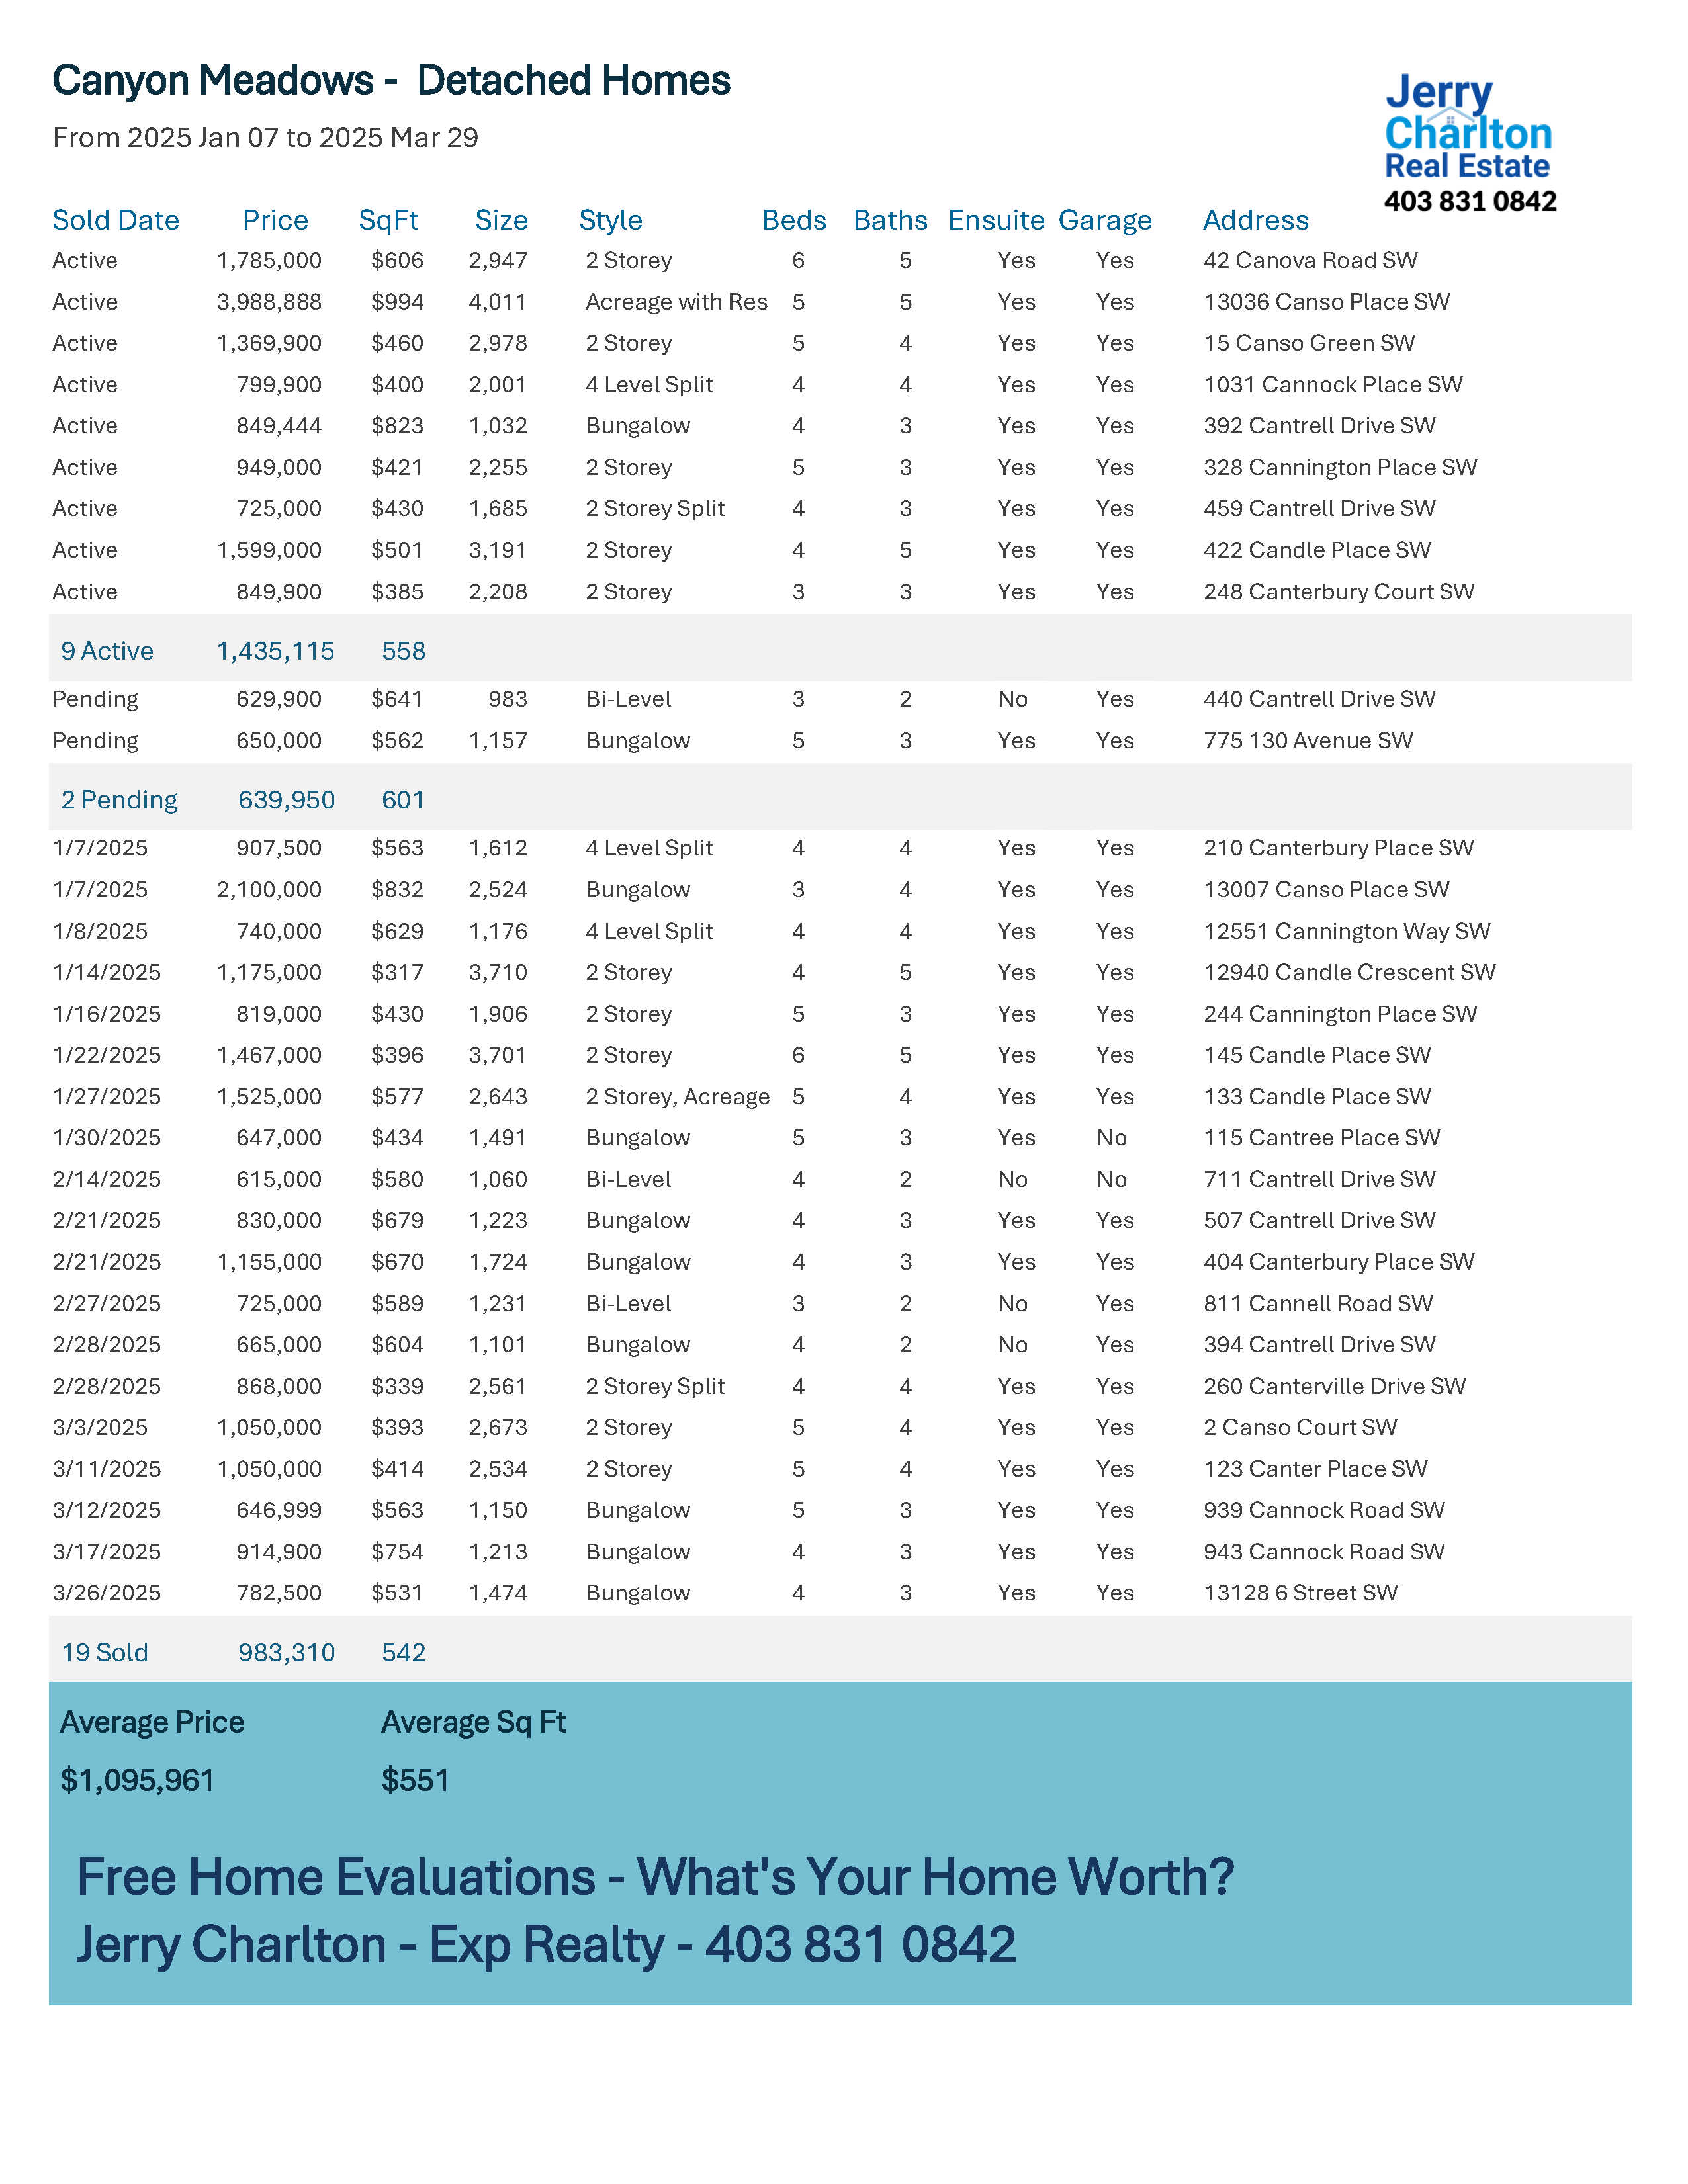 Canyon Meadows - Detached Homes
From 2025 Jan 07 to 2025 Mar 29
Jerry
Charlton
Real Estate
403 831 0842
Sold Date Price SqFt Size Style Beds Baths Ensuite Garage Address
Active 1,785,000 $606 2,947 2 Storey 6 5 Yes Yes 42 Canova Road SW
Active 3,988,888 $994 4,011 Acreage with Res 5 5 Yes Yes 13036 Canso Place SW
Active 1,369,900 $460 2,978 2 Storey 5 4 Yes Yes 15 Canso Green SW
Active 799,900 $400 2,001 4 Level Split 4 4 Yes Yes 1031 Cannock Place SW
Active 849,444 $823 1,032 Bungalow 4 3 Yes Yes 392 Cantrell Drive SW
Active 949,000 $421 2,255 2 Storey 5 3 Yes Yes 328 Cannington Place SW
Active 725,000 $430 1,685 2 Storey Split 4 3 Yes Yes 459 Cantrell Drive SW
Active 1,599,000 $501 3,191 2 Storey 4 5 Yes Yes 422 Candle Place SW
Active 849,900 $385 2,208 2 Storey 3 3 Yes Yes 248 Canterbury Court SW
9 Active 1,435,115 558
Pending 629,900 $641 983 Bi-Level 3 2 No Yes 440 Cantrell Drive SW
Pending 650,000 $562 1,157 Bungalow 5 3 Yes Yes 775 130 Avenue SW
2 Pending 639,950 601
1/7/2025 907,500 $563 1,612 4 Level Split 4 4 Yes Yes 210 Canterbury Place SW
1/7/2025 2,100,000 $832 2,524 Bungalow 3 4 Yes Yes 13007 Canso Place SW
1/8/2025 740,000 $629 1,176 4 Level Split 4 4 Yes Yes 12551 Cannington Way SW
1/14/2025 1,175,000 $317 3,710 2 Storey 4 5 Yes Yes 12940 Candle Crescent SW
1/16/2025 819,000 $430 1,906 2 Storey 5 3 Yes Yes 244 Cannington Place SW
1/22/2025 1,467,000 $396 3,701 2 Storey 6 5 Yes Yes 145 Candle Place SW
1/27/2025 1,525,000 $577 2,643 2 Storey, Acreage 5 4 Yes Yes 133 Candle Place SW
1/30/2025 647,000 $434 1,491 Bungalow 5 3 Yes No 115 Cantree Place SW
2/14/2025 615,000 $580 1,060 Bi-Level 4 2 No No 711 Cantrell Drive SW
2/21/2025 830,000 $679 1,223 Bungalow 4 3 Yes Yes 507 Cantrell Drive SW
2/21/2025 1,155,000 $670 1,724 Bungalow 4 3 Yes Yes 404 Canterbury Place SW
2/27/2025 725,000 $589 1,231 Bi-Level 3 2 No Yes 811 Cannell Road SW
2/28/2025 665,000 $604 1,101 Bungalow 4 2 No Yes 394 Cantrell Drive SW
2/28/2025 868,000 $339 2,561 2 Storey Split 4 4 Yes Yes 260 Canterville Drive SW
3/3/2025 1,050,000 $393 2,673 2 Storey 5 4 Yes Yes 2 Canso Court SW
3/11/2025 1,050,000 $414 2,534 2 Storey 5 4 Yes Yes 123 Canter Place SW
3/12/2025 646,999 $563 1,150 Bungalow 5 3 Yes Yes 939 Cannock Road SW
3/17/2025 914,900 $754 1,213 Bungalow 4 3 Yes Yes 943 Cannock Road SW
3/26/2025 782,500 $531 1,474 Bungalow 4 3 Yes Yes 13128 6 Street SW
19 Sold 983,310 542
Average Price Average Sq Ft
$1,095,961 $551
Free Home Evaluations - What's Your Home Worth?
Jerry Charlton - Exp Realty - 403 831 0842